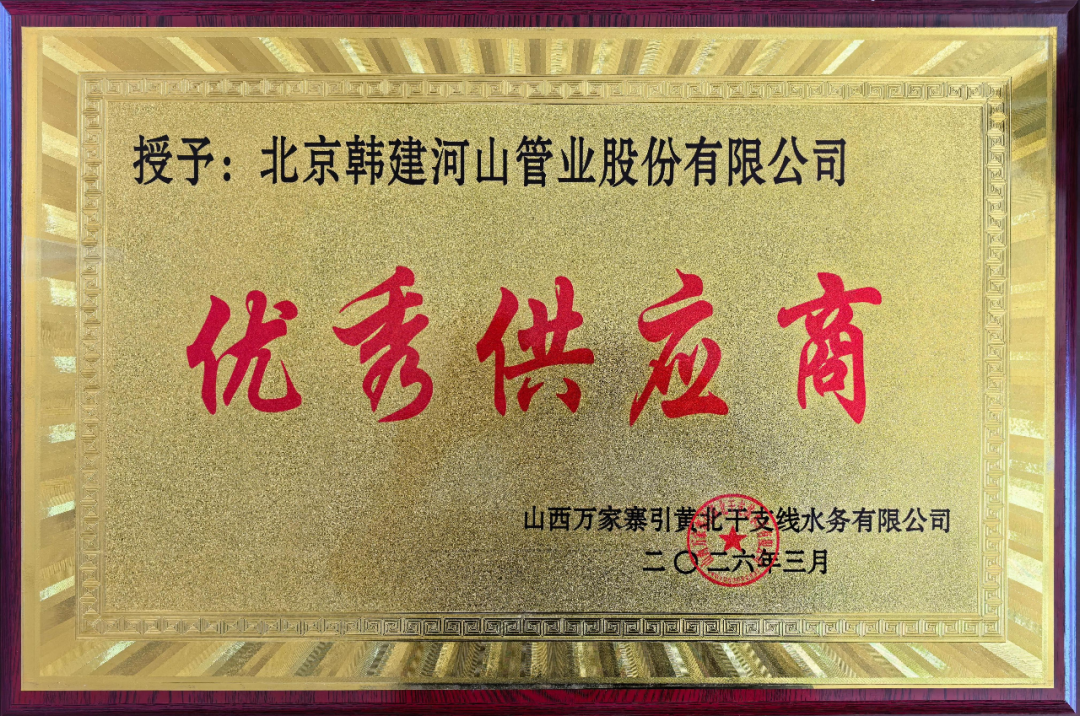 授予：北京韩建河山管业股份有限公司
优秀供应商
山西万家寨引黄北干支线水务有限公司
二〇二六年三月